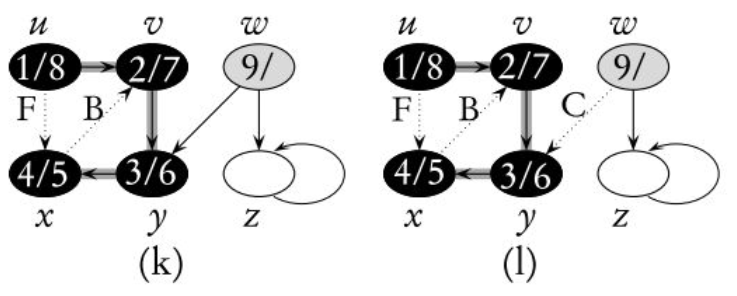 u v w u v w
1/8 2/7 9/ 1/8 2/7 9/
F B F B C
4/5 3/6 4/5 3/6
x y z x y z
(k) (l)